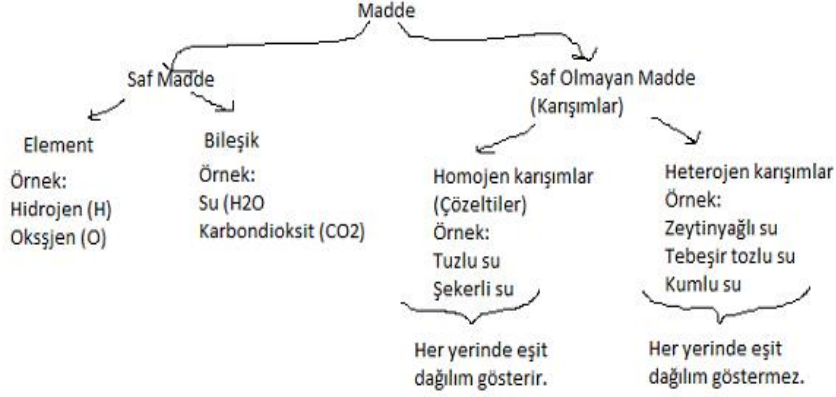 Madde
Saf Madde
Element
Örnek:
Hidrojen (H)
Oksşjen (O)
Bileşik
Örnek:
Su (H2O
Karbondioksit (CO2)
Saf Olmayan Madde
(Karışımlar)
Homojen karışımlar
(Çözeltiler)
Örnek:
Tuzlu su
Şekerli su
Her yerinde eşit
dağılım gösterir.
Heterojen karışımlar
Örnek:
Zeytinyağlı su
Tebeşir tozlu su
Kumlu su
Her yerinde eşit
dağılım göstermez.